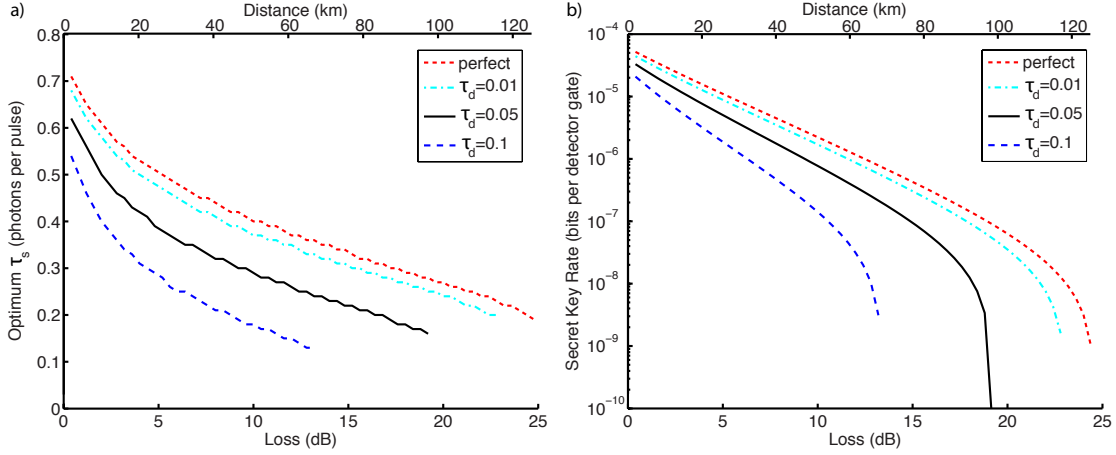 a)
Distance (km)
0 20 40 60 80 100 120
0.8
0.7
0.6
0.5
0.4
0.3
0.2
0.1
0
Optimum τs (photons per pulse)
perfect
τd=0.01
τd=0.05
τd=0.1
0 5 10 15 20 25
Loss (dB)
b)
Distance (km)
0 20 40 60 80 100 120
10⁻⁴
10⁻⁵
10⁻⁶
10⁻⁷
10⁻⁸
10⁻⁹
10⁻¹⁰
Secret Key Rate (bits per detector gate)
perfect
τd=0.01
τd=0.05
τd=0.1
0 5 10 15 20 25
Loss (dB)